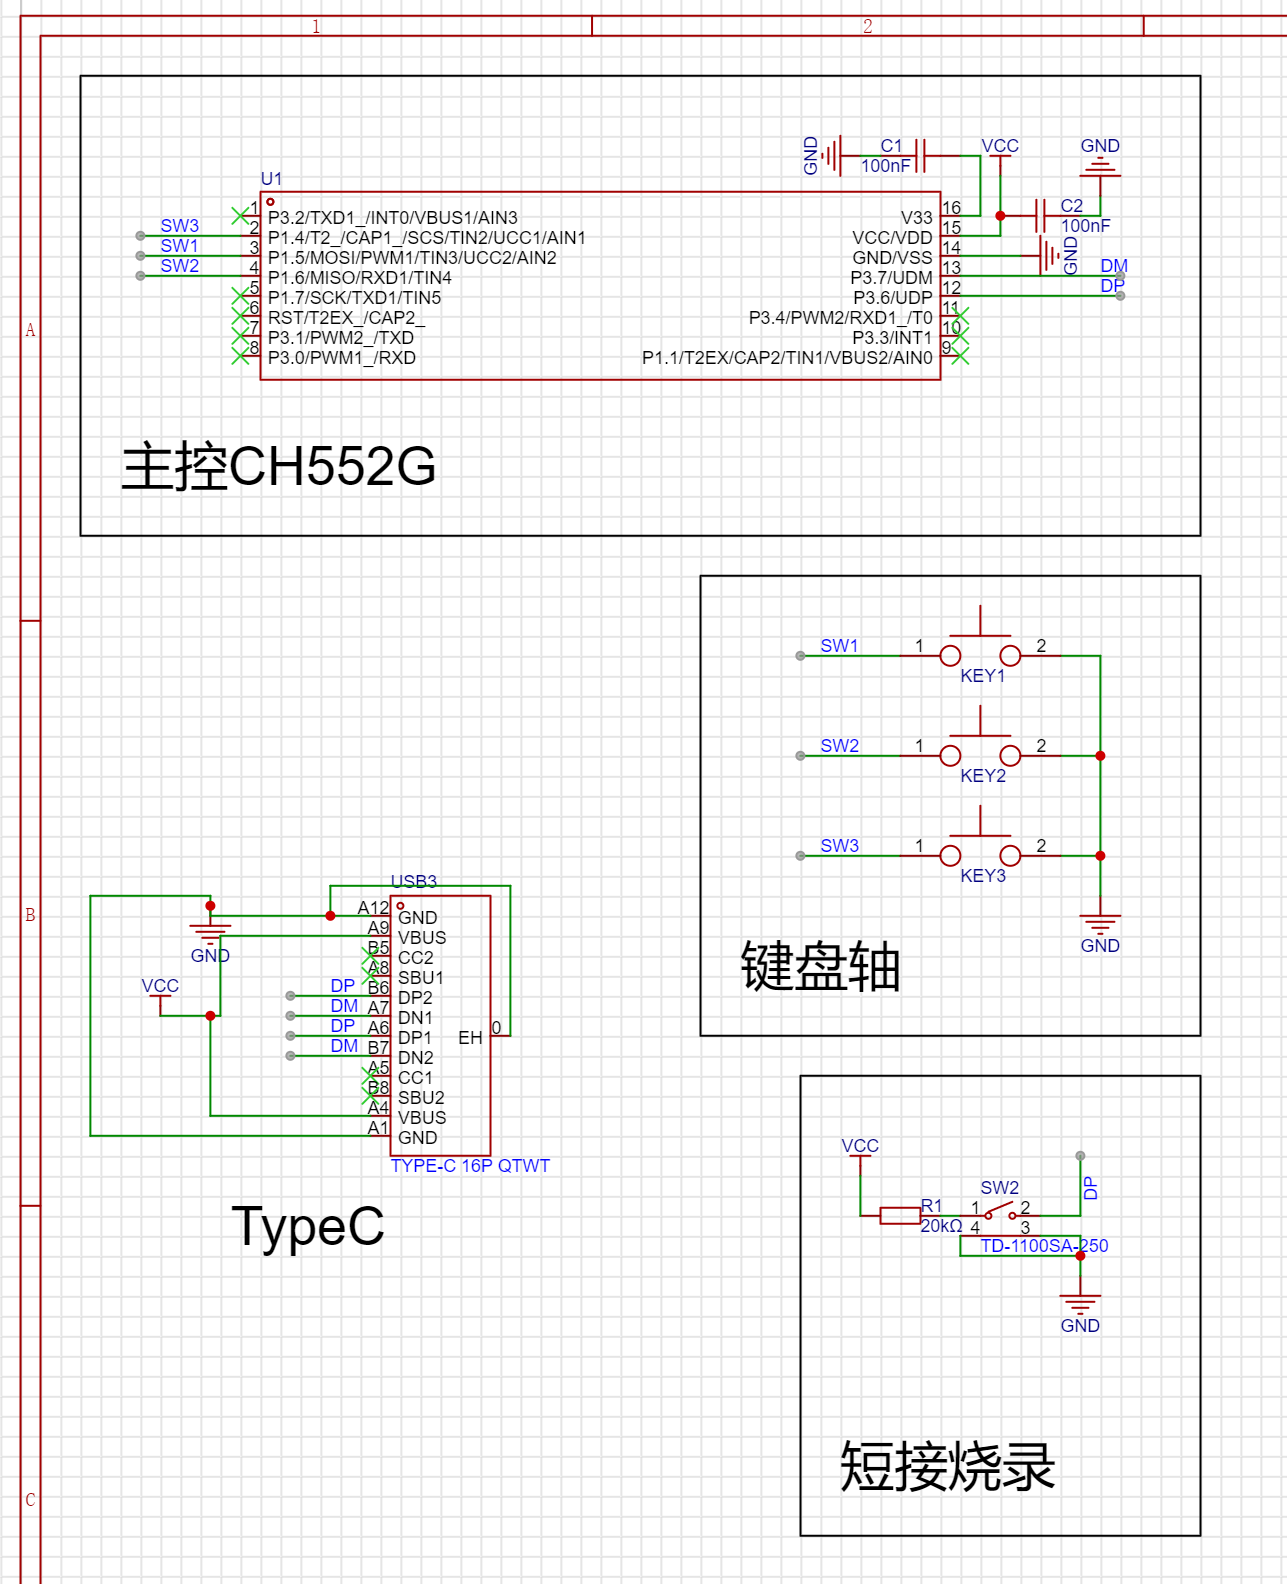 1
2
A
B
C
U1
1
2
3
4
5
6
7
8
SW3
SW1
SW2
P3.2/TXD1_/INT0/VBUS1/AIN3
P1.4/T2_/CAP1_/SCS/TIN2/UCC1/AIN1
P1.5/MOSI/PWM1/TIN3/UCC2/AIN2
P1.6/MISO/RXD1/TIN4
P1.7/SCK/TXD1/TIN5
RST/T2EX_/CAP2_
P3.1/PWM2_/TXD
P3.0/PWM1_/RXD
V33
VCC/VDD
GND/VSS
P3.7/UDM
P3.6/UDP
P3.4/PWM2/RXD1_/T0
P3.3/INT1
P1.1/T2EX/CAP2/TIN1/VBUS2/AIN0
16
15
14
13
12
11
10
9
GND
C1
100nF
VCC
GND
C2
100nF
GND
DM
DP
主控CH552G
SW1 1 2
KEY1
SW2 1 2
KEY2
SW3 1 2
KEY3
GND
键盘轴
USB3
A12 GND
A9 VBUS
B5 CC2
A8 SBU1
DP B6 DP2
DM A7 DN1
DP A6 DP1
DM B7 DN2
A5 CC1
B8 SBU2
A4 VBUS
A1 GND
EH 0
GND
VCC
TYPE-C 16P QTWT
TypeC
VCC
R1
20kΩ
SW2
1 2
4 3
TD-1100SA-250
DP
GND
短接烧录